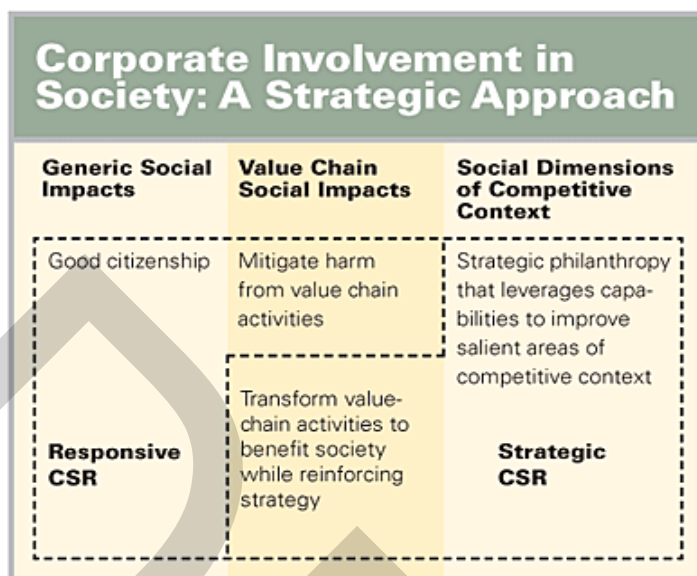 Corporate Involvement in
Society: A Strategic Approach
Generic Social
Impacts
Value Chain
Social Impacts
Social Dimensions
of Competitive
Context
Good citizenship
Mitigate harm
from value chain
activities
Strategic philanthropy
that leverages capa-
bilities to improve
salient areas of
competitive context
Transform value-
chain activities to
benefit society
while reinforcing
strategy
Responsive
CSR
Strategic
CSR